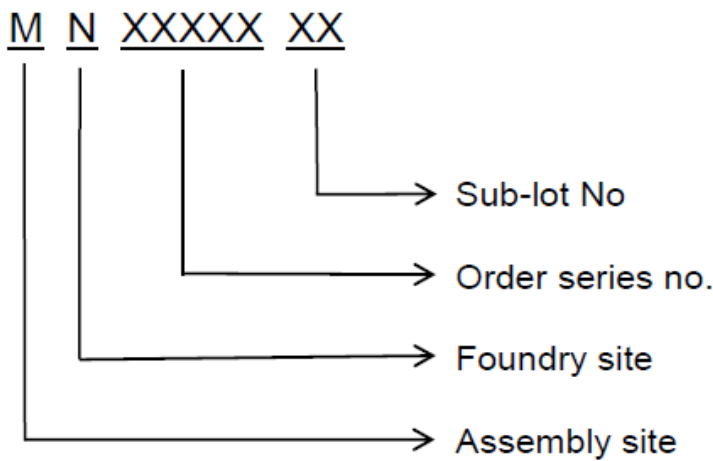 M N XXXXX XX
Sub-lot No
Order series no.
Foundry site
Assembly site